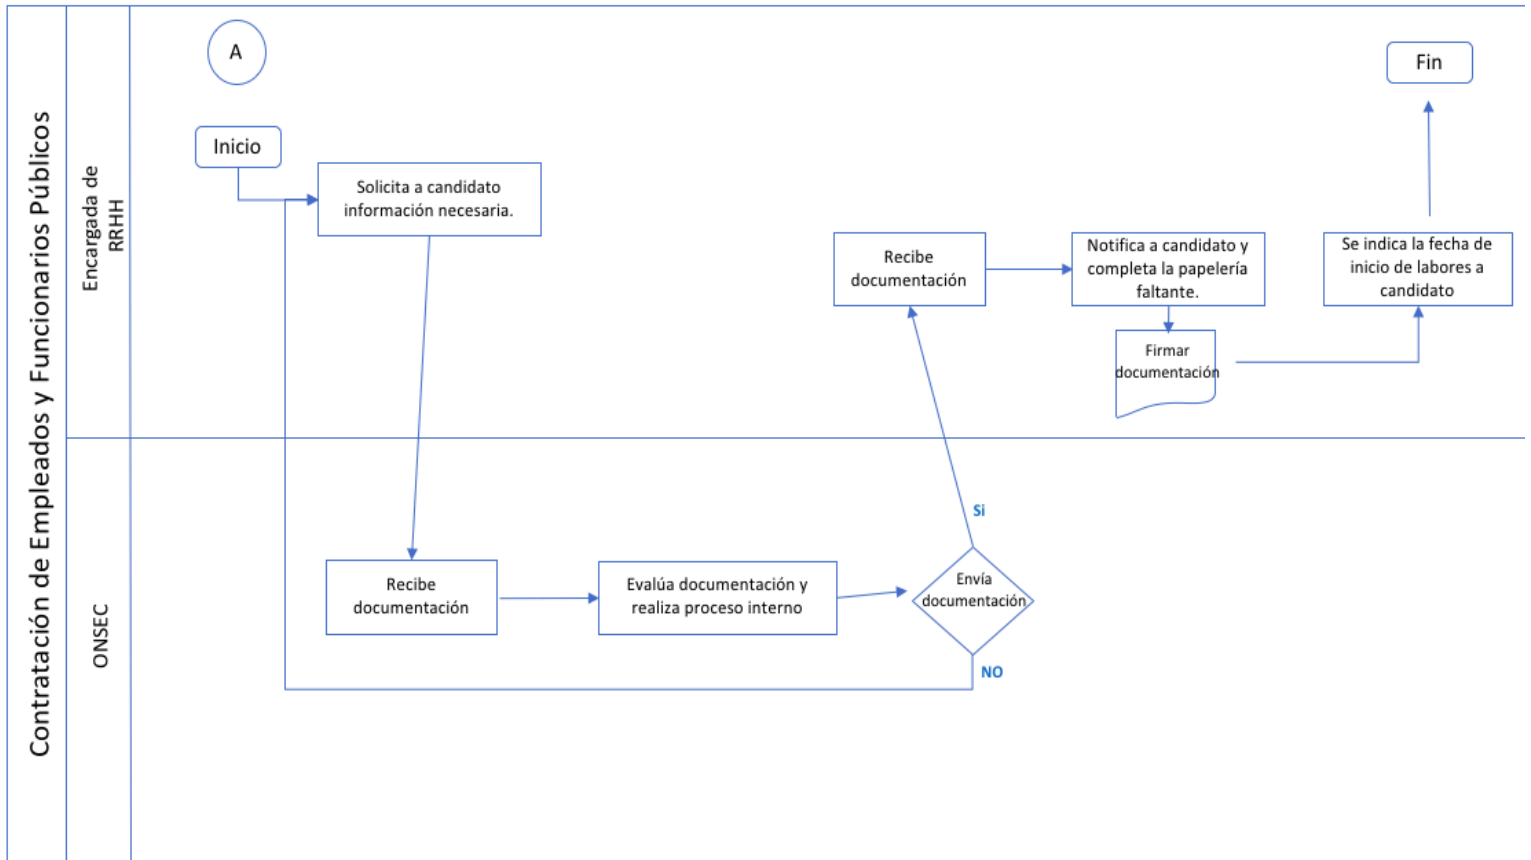 Contratación de Empleados y Funcionarios Públicos
Encargada de
RRHH
A
Inicio
Solicita a candidato
información necesaria.
Recibe
documentación
Notifica a candidato y
completa la papelería
faltante.
Firmar
documentación
Se indica la fecha de
inicio de labores a
candidato
Fin
ONSEC
Recibe
documentación
Evalúa documentación y
realiza proceso interno
Envía
documentación
Si
NO